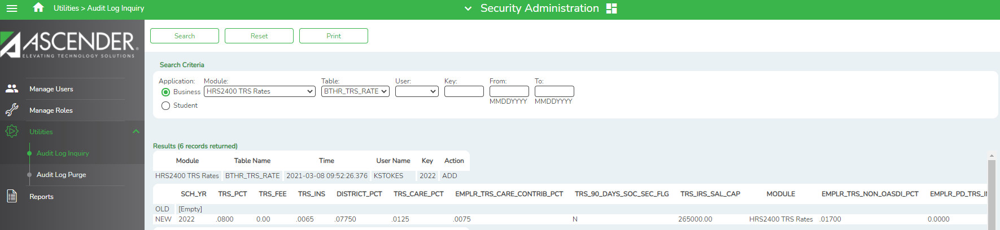 Utilities > Audit Log Inquiry
Security Administration
ASCENDER
ELEVATING TECHNOLOGY SOLUTIONS
Manage Users
Manage Roles
Utilities
Audit Log Inquiry
Audit Log Purge
Reports
Search Reset Print
Search Criteria
Application: Module: Table: User: Key: From: To:
Business HRS2400 TRS Rates BTHR_TRS_RATE
MMDDYYYY MMDDYYYY
Student
Results (6 records returned)
Module Table Name Time User Name Key Action
HRS2400 TRS Rates BTHR_TRS_RATE 2021-03-08 09:52:26.376 KSTOKES 2022 ADD
SCH_YR TRS_PCT TRS_FEE TRS_INS DISTRICT_PCT TRS_CARE_PCT EMPLR_TRS_CARE_CONTRIB_PCT TRS_90_DAYS_SOC_SEC_FLG TRS_IRS_SAL_CAP MODULE EMPLR_TRS_NON_OASDI_PCT
OLD [Empty]
NEW 2022 .0800 0.00 .0065 .07750 .0125 .0075 N 265000.00 HRS2400 TRS Rates .01700 0.0000